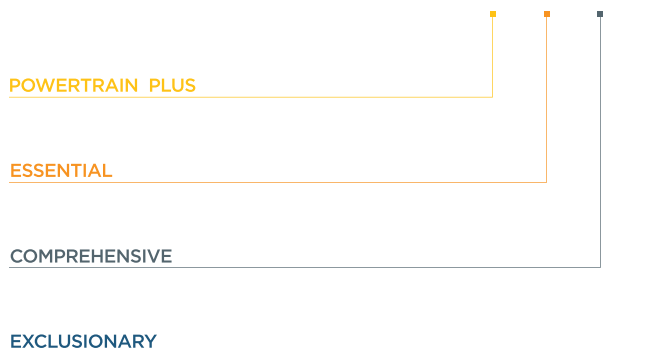 POWERTRAIN PLUS
ESSENTIAL
COMPREHENSIVE
EXCLUSIONARY